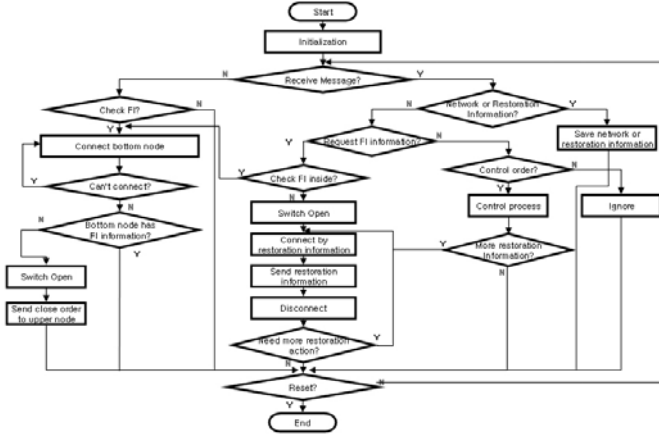 Start
Initialization
Receive Message?
N
Y
Check FI?
N
Y
Network or Restoration
Information?
N
Y
Connect bottom node
Y
Request FI information?
N
Save network or
restoration information
Can't connect?
Y
N
Y
Check FI inside?
N
Control order?
N
Y
Bottom node has
FI information?
N
Y
Switch Open
Control process
Ignore
Connect by
restoration information
Y
More restoration
Information?
N
Switch Open
Send restoration
information
Send close order
to upper node
Disconnect
Need more restoration
action?
Y
N
N
Reset?
N
Y
End